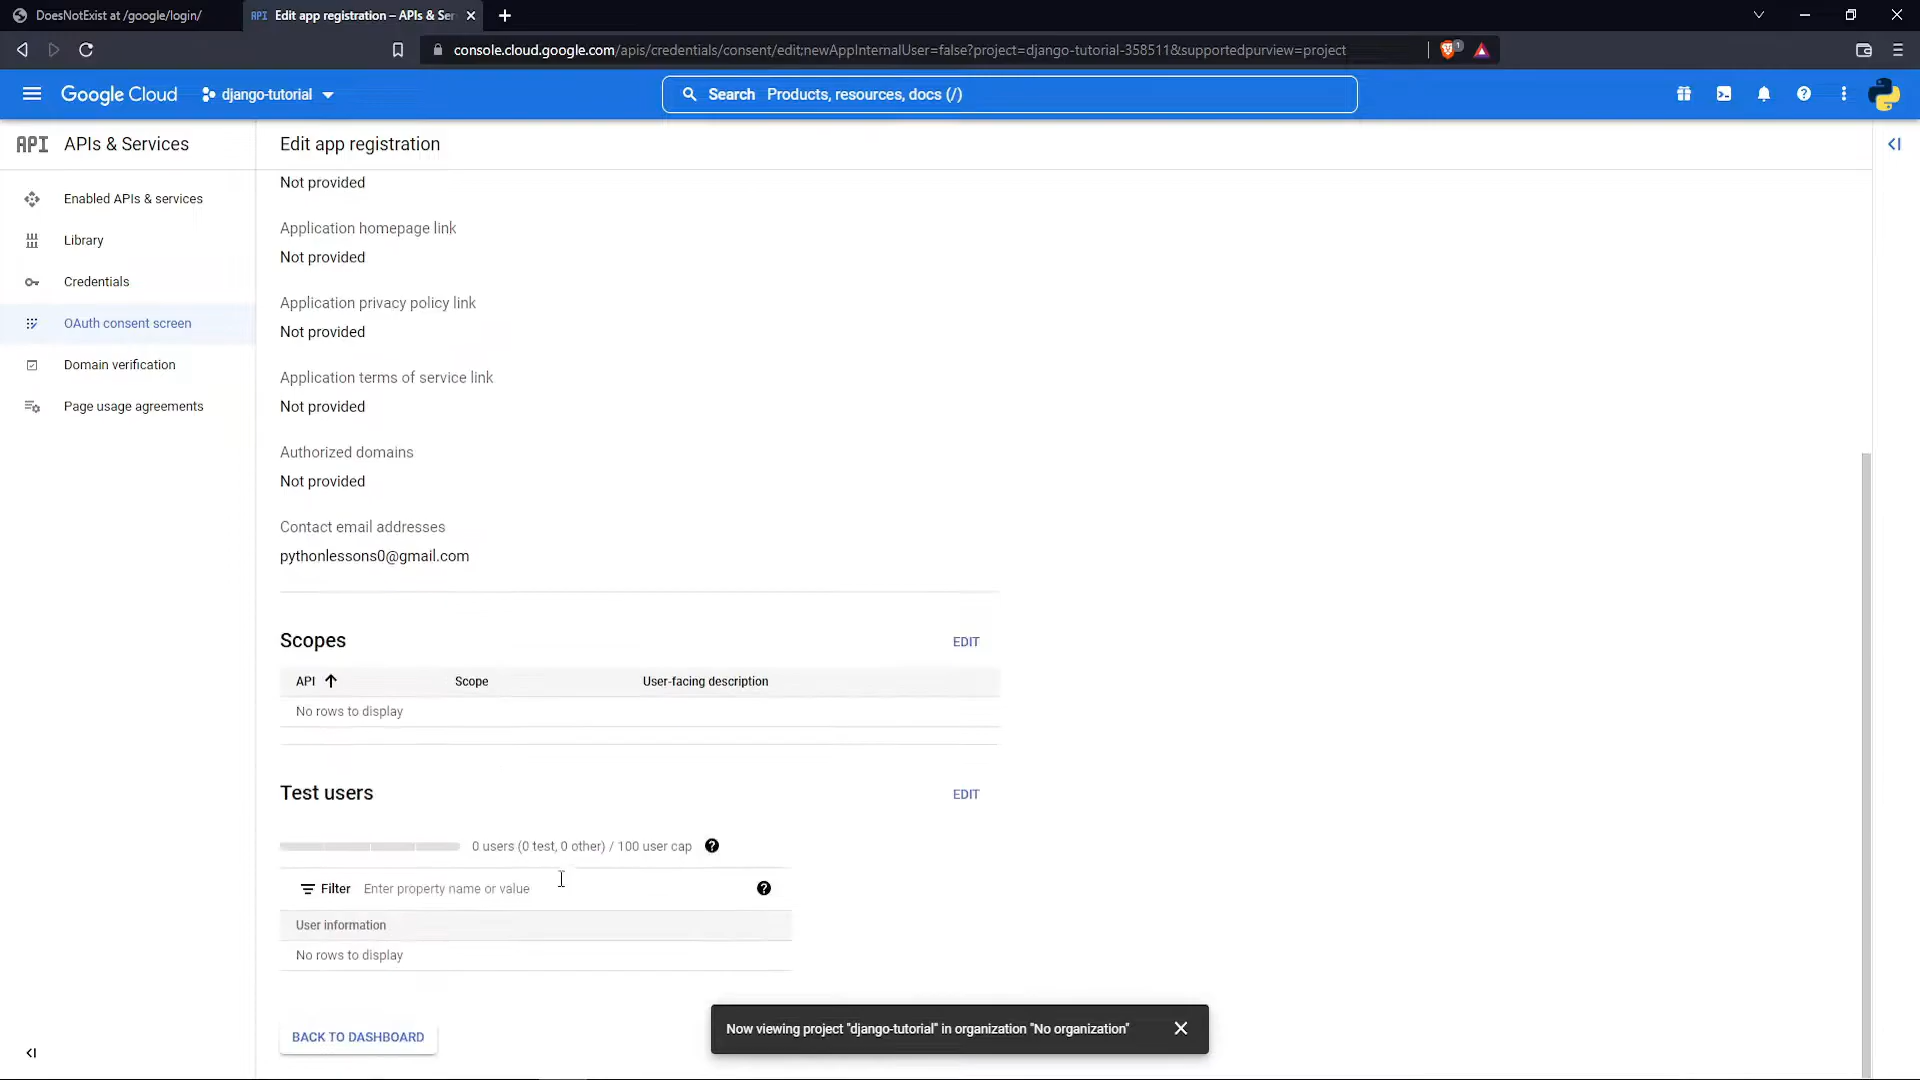 DoesNotExist at /google/login/
API Edit app registration – APIs & Ser
console.cloud.google.com/apis/credentials/consent/edit;newAppInternalUser=false?project=django-tutorial-358511&supportedpurview=project
1
Google Cloud
django-tutorial
Search Products, resources, docs (/)
API APIs & Services
Edit app registration
Enabled APIs & services
Library
Credentials
OAuth consent screen
Domain verification
Page usage agreements
Not provided
Application homepage link
Not provided
Application privacy policy link
Not provided
Application terms of service link
Not provided
Authorized domains
Not provided
Contact email addresses
pythonlessons0@gmail.com
Scopes EDIT
API Scope User-facing description
No rows to display
Test users EDIT
0 users (0 test, 0 other) / 100 user cap ?
Filter Enter property name or value ?
User information
No rows to display
BACK TO DASHBOARD
Now viewing project "django-tutorial" in organization "No organization"